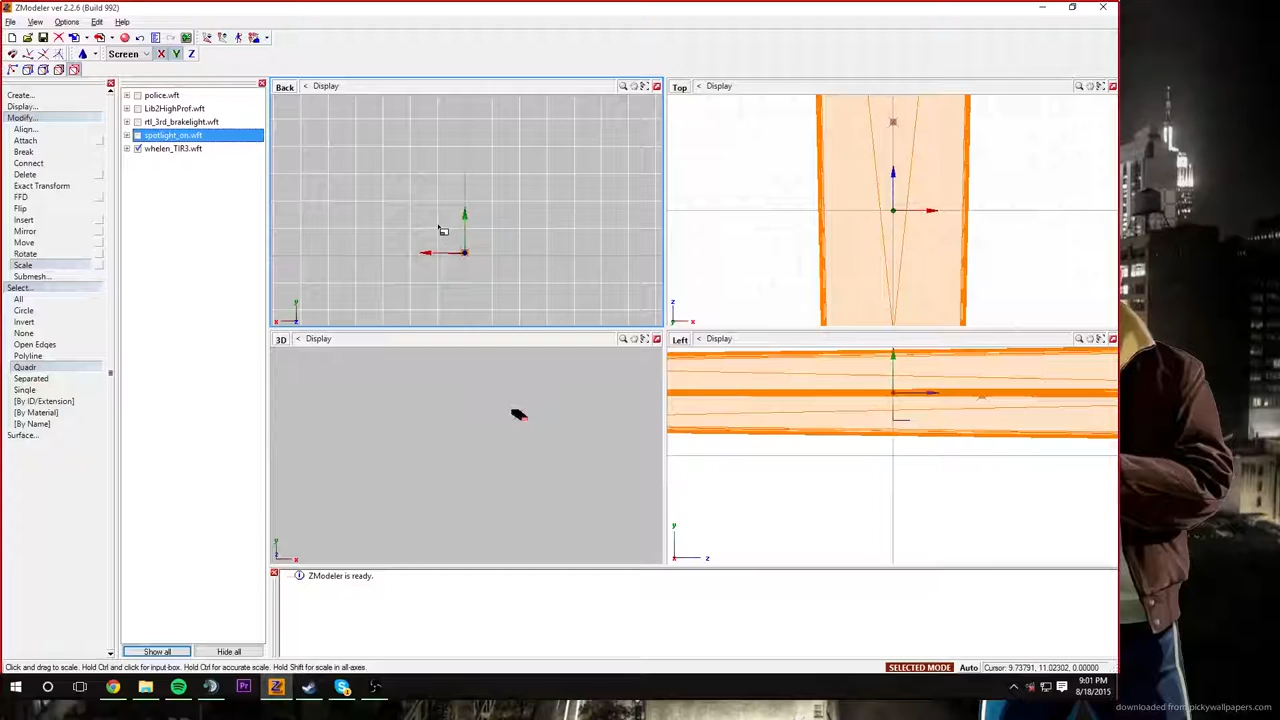 ZModeler ver 2.2.6 (Build 992)
File View Options Edit Help
Screen X Y Z
Create...
Display...
Modify...
Align...
Attach
Break
Connect
Delete
Exact Transform
FFD
Flip
Insert
Mirror
Move
Rotate
Scale
Submesh...
Select...
All
Circle
Invert
None
Open Edges
Polyline
Quadr
Separated
Single
[By ID/Extension]
[By Material]
[By Name]
Surface...
police.wft
Lib2HighProf.wft
rtl_3rd_brakelight.wft
spotlight_on.wft
whelen_TIR3.wft
Show all Hide all
Back < Display
y
x z
Top < Display
z
y x
3D < Display
y
z x
Left < Display
y
x z
ZModeler is ready.
Click and drag to scale. Hold Ctrl and click for input-box. Hold Ctrl for accurate scale. Hold Shift for scale in all-axes.
SELECTED MODE Auto Cursor: 9.73791, 11.02302, 0.00000
Pr
9:01 PM
8/18/2015
downloaded from pickywallpapers.com